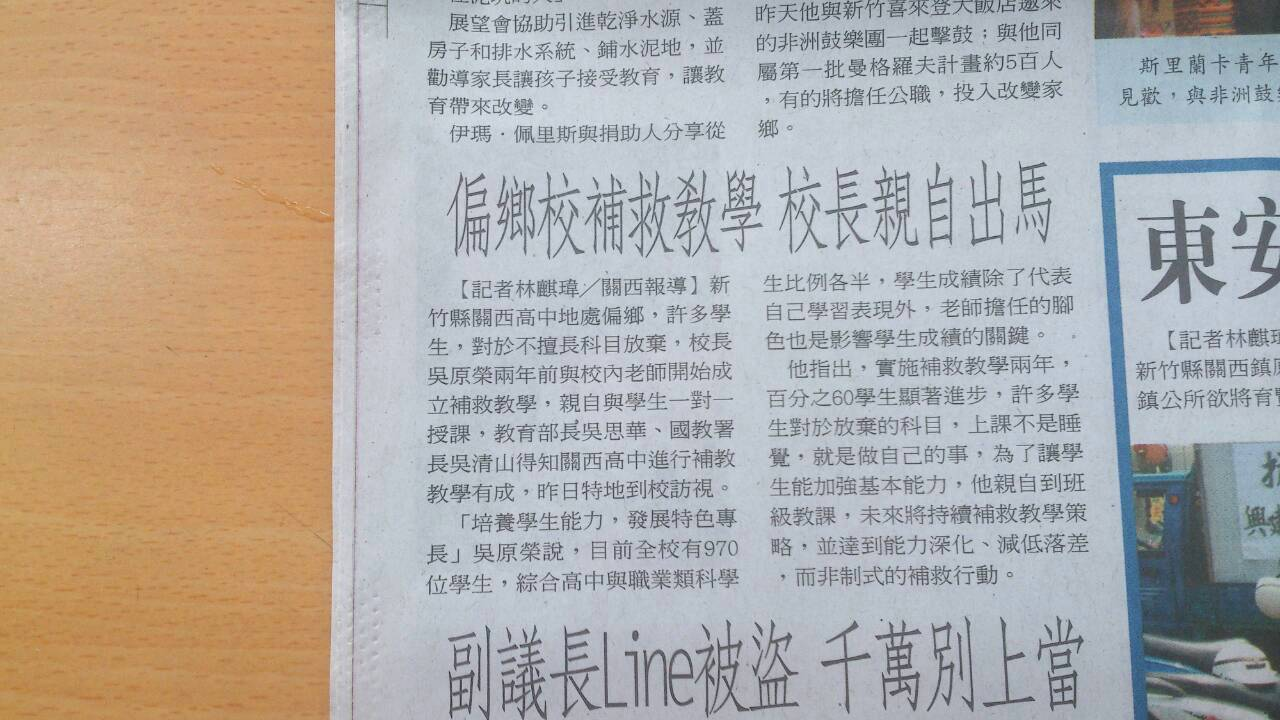 展望會協助引進乾淨水源、蓋
房子和排水系統、鋪水泥地,並
勸導家長讓孩子接受教育,讓教
育帶來改變。
伊瑪‧佩里斯與捐助人分享從
昨天他與新竹喜來登大飯店邀來
的非洲鼓樂團一起擊鼓;與他同
屬第一批曼格羅夫計畫約5百人
,有的將擔任公職,投入改變家
鄉。
斯里蘭卡青年
見歡,與非洲鼓
偏鄉校補救教學 校長親自出馬
【記者林麒瑋╱關西報導】新
竹縣關西高中地處偏鄉,許多學
生,對於不擅長科目放棄,校長
吳原榮兩年前與校內老師開始成
立補救教學,親自與學生一對一
授課,教育部長吳思華、國教署
長吳清山得知關西高中進行補教
教學有成,昨日特地到校訪視。
「培養學生能力,發展特色專
長」吳原榮說,目前全校有970
位學生,綜合高中與職業類科學
生比例各半,學生成績除了代表
自己學習表現外,老師擔任的腳
色也是影響學生成績的關鍵。
他指出,實施補救教學兩年,
百分之60學生顯著進步,許多學
生對於放棄的科目,上課不是睡
覺,就是做自己的事,為了讓學
生能加強基本能力,他親自到班
級教課,未來將持續補救教學策
略,並達到能力深化、減低落差
,而非制式的補救行動。
東安
【記者林麒瑋
新竹縣關西鎮
鎮公所欲將育
副議長Line被盜 千萬別上當